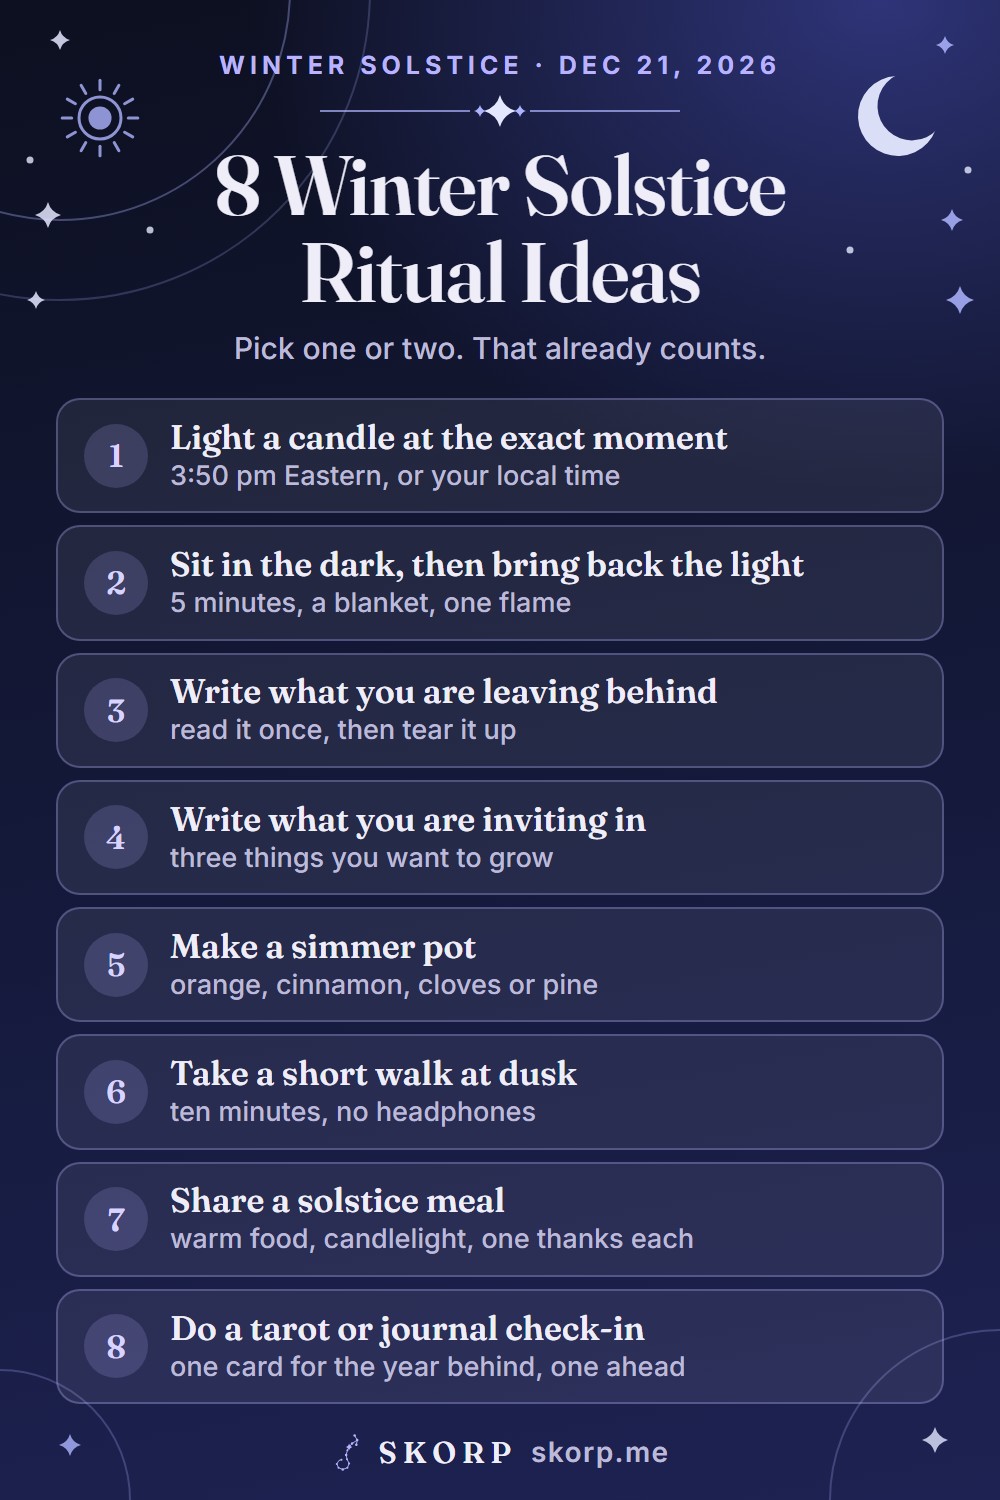 WINTER SOLSTICE · DEC 21, 2026
8 Winter Solstice
Ritual Ideas
Pick one or two. That already counts.
1
Light a candle at the exact moment
3:50 pm Eastern, or your local time
2
Sit in the dark, then bring back the light
5 minutes, a blanket, one flame
3
Write what you are leaving behind
read it once, then tear it up
4
Write what you are inviting in
three things you want to grow
5
Make a simmer pot
orange, cinnamon, cloves or pine
6
Take a short walk at dusk
ten minutes, no headphones
7
Share a solstice meal
warm food, candlelight, one thanks each
8
Do a tarot or journal check-in
one card for the year behind, one ahead
SKORP skorp.me